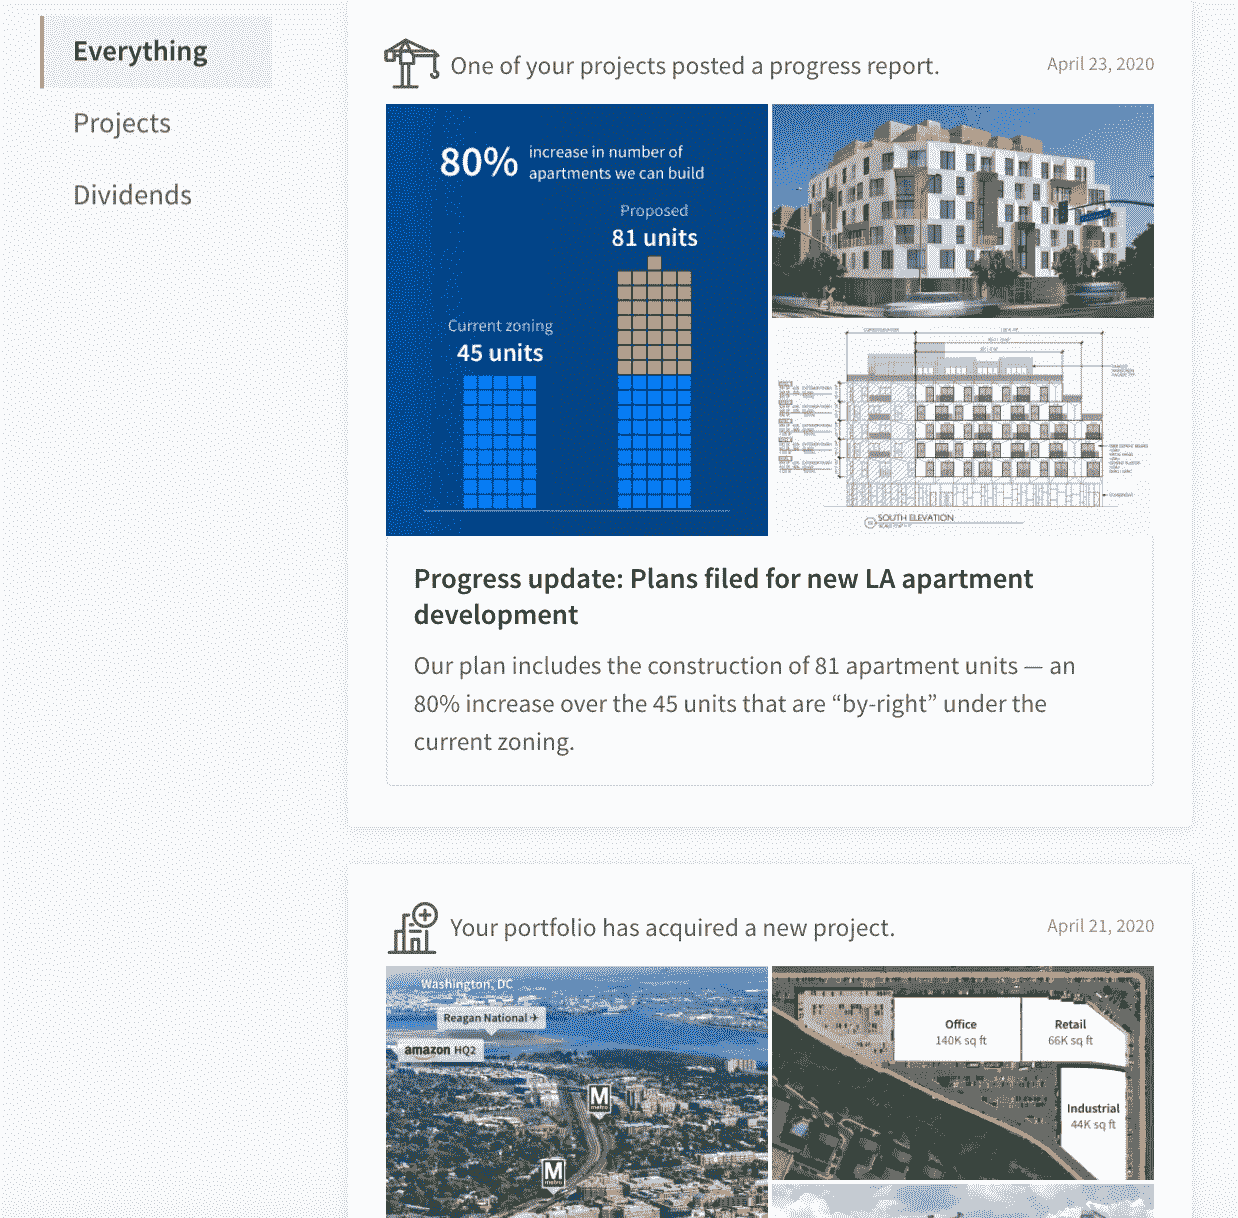 Everything
Projects
Dividends
One of your projects posted a progress report.
April 23, 2020
80%
increase in number of
apartments we can build
Proposed
81 units
Current zoning
45 units
SOUTH ELEVATION
Progress update: Plans filed for new LA apartment
development
Our plan includes the construction of 81 apartment units — an
80% increase over the 45 units that are “by-right” under the
current zoning.
Your portfolio has acquired a new project.
April 21, 2020
Washington, DC
Reagan National ✈
amazon HQ2
M
metro
M
metro
Office
140K sq ft
Retail
66K sq ft
Industrial
44K sq ft